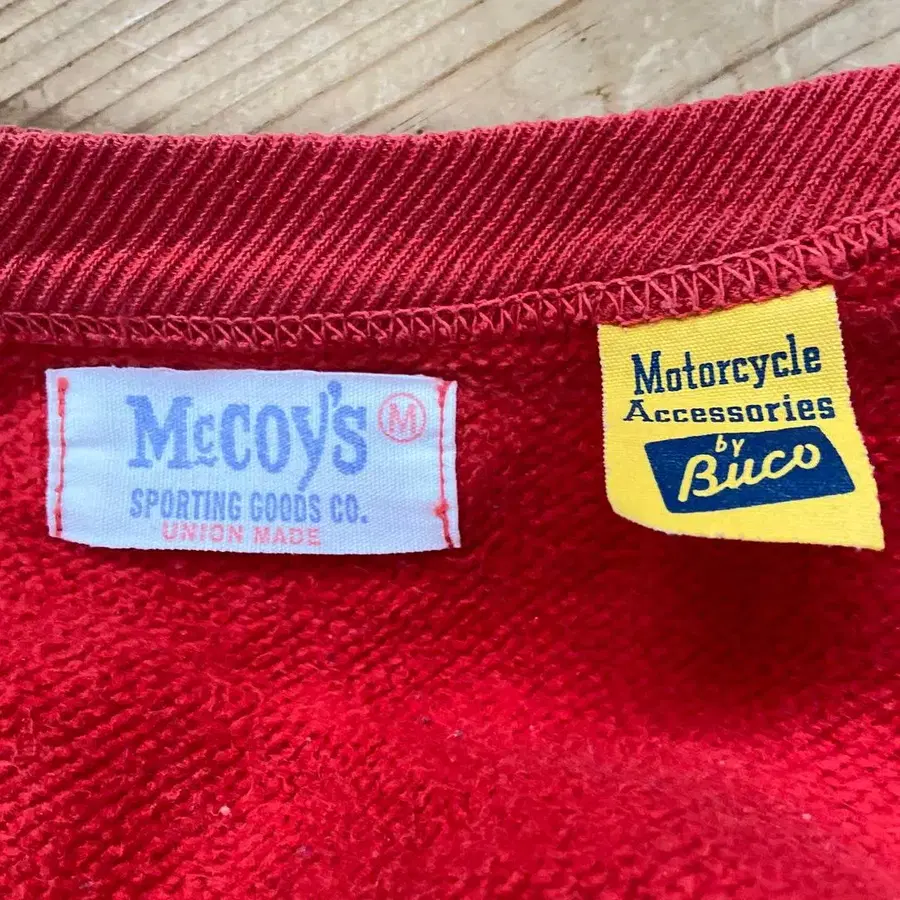 McCoy's M
SPORTING GOODS CO.
UNION MADE
Motorcycle
Accessories
by
Buco